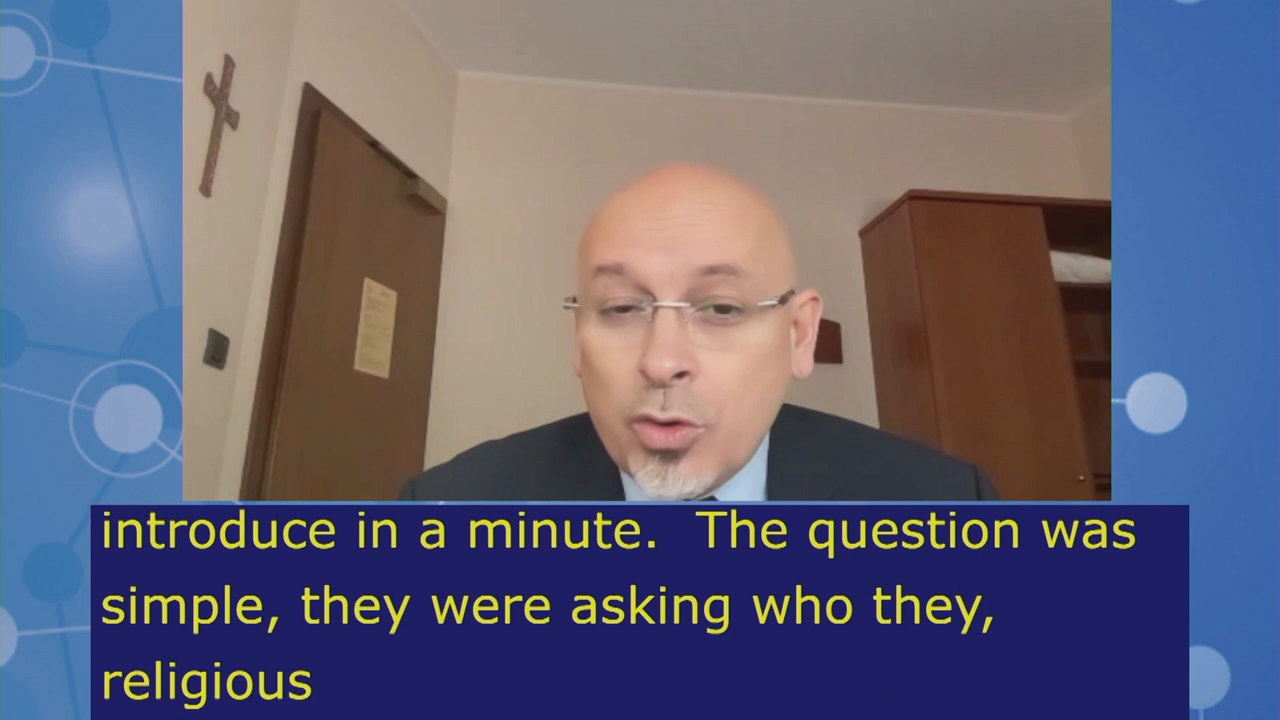 introduce in a minute.  The question was
simple, they were asking who they,
religious